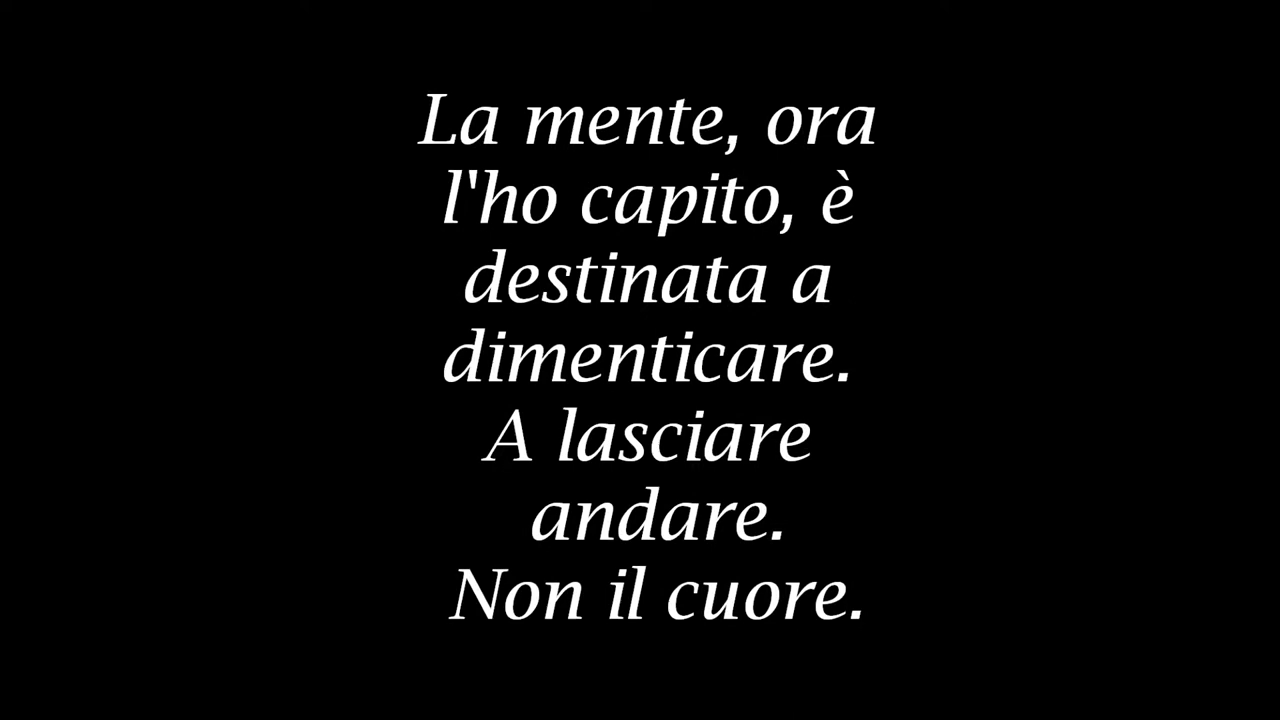 La mente, ora
l'ho capito, è
destinata a
dimenticare.
A lasciare
andare.
Non il cuore.